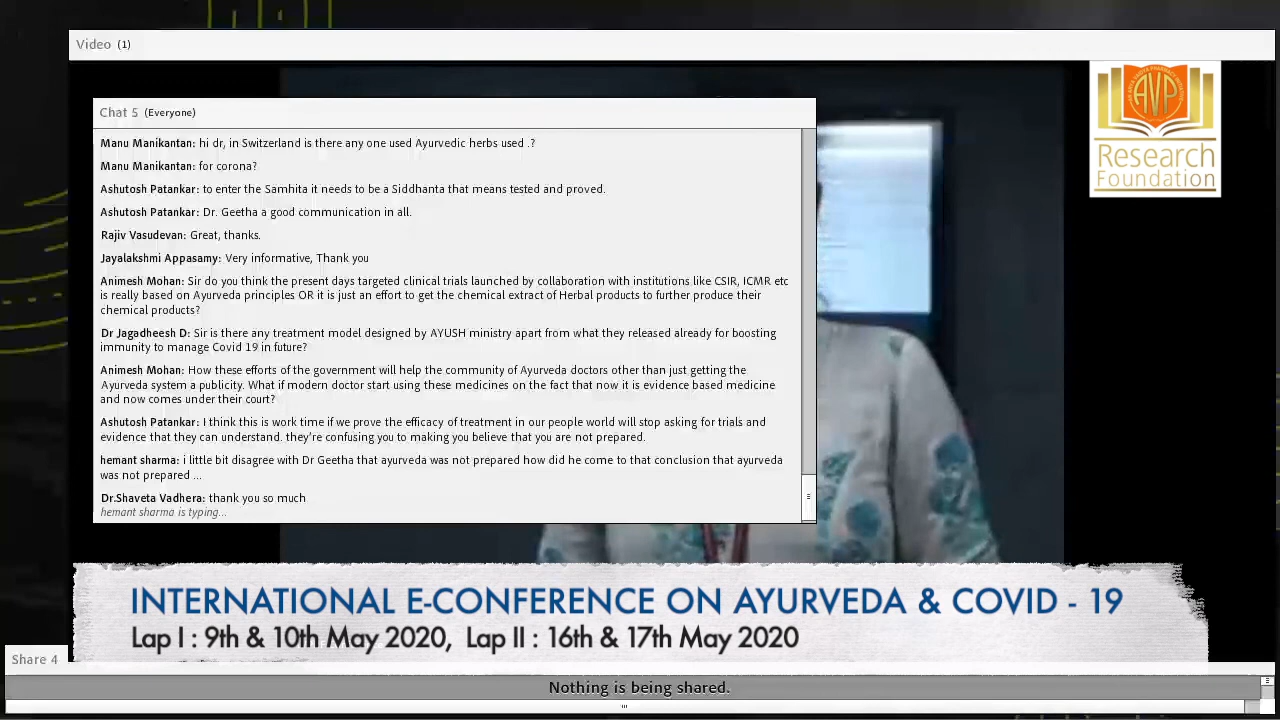 Video (1)
Chat 5 (Everyone)
Manu Manikantan: hi dr, in Switzerland is there any one used Ayurvedic herbs used .?
Manu Manikantan: for corona?
Ashutosh Patankar: to enter the Samhita it needs to be a Siddhanta that means tested and proved.
Ashutosh Patankar: Dr. Geetha a good communication in all.
Rajiv Vasudevan: Great, thanks.
Jayalakshmi Appasamy: Very informative, Thank you
Animesh Mohan: Sir do you think the present days targeted clinical trials launched by collaboration with institutions like CSIR, ICMR etc
is really based on Ayurveda principles OR it is just an effort to get the chemical extract of Herbal products to further produce their
chemical products?
Dr Jagadheesh D: Sir is there any treatment model designed by AYUSH ministry apart from what they released already for boosting
immunity to manage Covid 19 in future?
Animesh Mohan: How these efforts of the government will help the community of Ayurveda doctors other than just getting the
Ayurveda system a publicity. What if modern doctor start using these medicines on the fact that now it is evidence based medicine
and now comes under their court?
Ashutosh Patankar: I think this is work time if we prove the efficacy of treatment in our people world will stop asking for trials and
evidence that they can understand. they're confusing you to making you believe that you are not prepared.
hemant sharma: i little bit disagree with Dr Geetha that ayurveda was not prepared how did he come to that conclusion that ayurveda
was not prepared ...
Dr.Shaveta Vadhera: thank you so much
hemant sharma is typing...
AVP
Research
Foundation
INTERNATIONAL E-CONFERENCE ON AYURVEDA & COVID - 19
Lap I : 9th & 10th May 2020, Lap II : 16th & 17th May 2020
Share 4
Nothing is being shared.